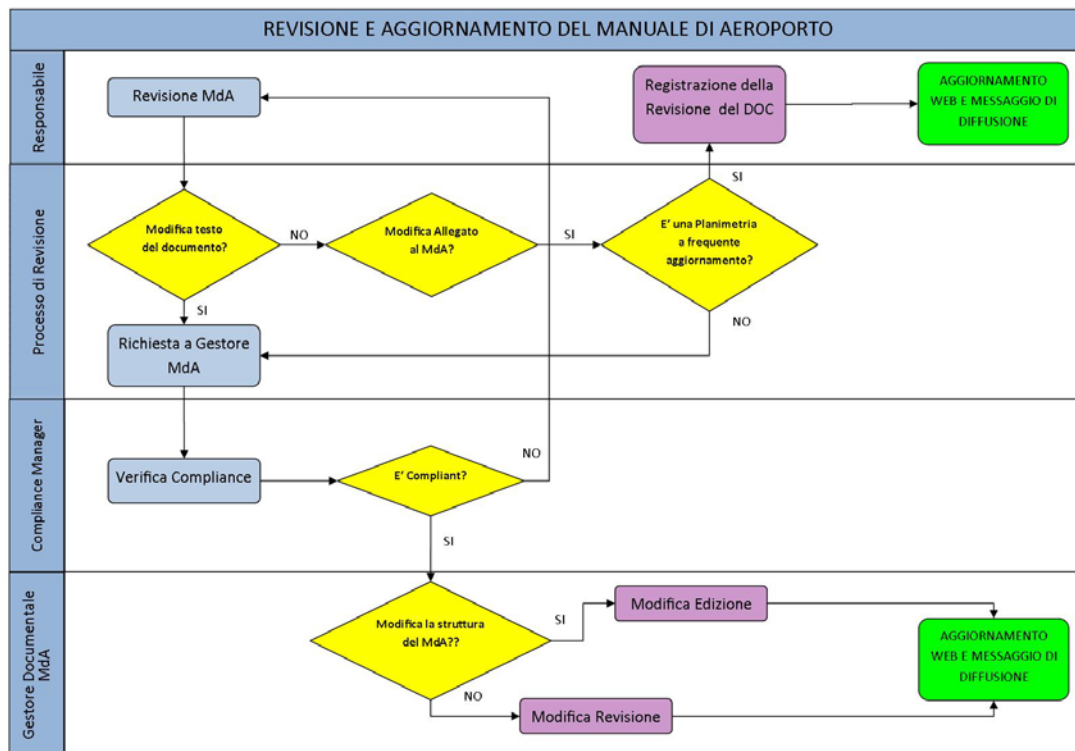 REVISIONE E AGGIORNAMENTO DEL MANUALE DI AEROPORTO
Responsabile
Revisione MdA
Registrazione della
Revisione del DOC
AGGIORNAMENTO
WEB E MESSAGGIO DI
DIFFUSIONE
Processo di Revisione
Modifica testo
del documento?
NO
Modifica Allegato
al MdA?
SI
E' una Planimetria
a frequente
aggiornamento?
SI
NO
SI
Richiesta a Gestore
MdA
Compliance Manager
Verifica Compliance
E' Compliant?
NO
SI
Gestore Documentale
MdA
Modifica la struttura
del MdA??
SI
Modifica Edizione
NO
Modifica Revisione
AGGIORNAMENTO
WEB E MESSAGGIO DI
DIFFUSIONE